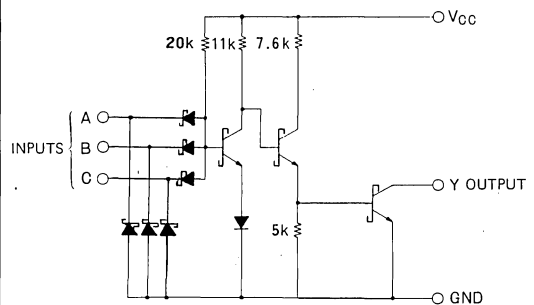 VCC
20k 11k 7.6k
A
INPUTS B
C
Y OUTPUT
5k
GND